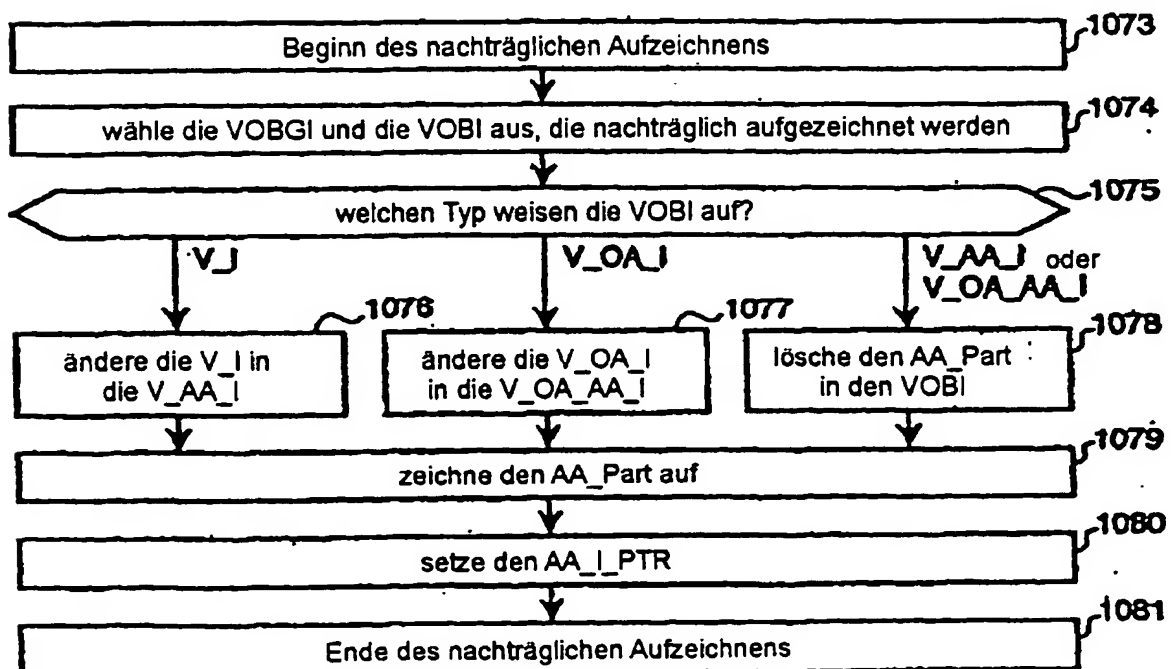 1073
Beginn des nachträglichen Aufzeichnens
1074
wähle die VOBGI und die VOBI aus, die nachträglich aufgezeichnet werden
1075
welchen Typ weisen die VOBI auf?
V_I
V_OA_I
V_AA_I oder
V_OA_AA_I
1076
ändere die V_I in
die V_AA_I
1077
ändere die V_OA_I
in die V_OA_AA_I
1078
lösche den AA_Part
in den VOBI
1079
zeichne den AA_Part auf
1080
setze den AA_I_PTR
1081
Ende des nachträglichen Aufzeichnens